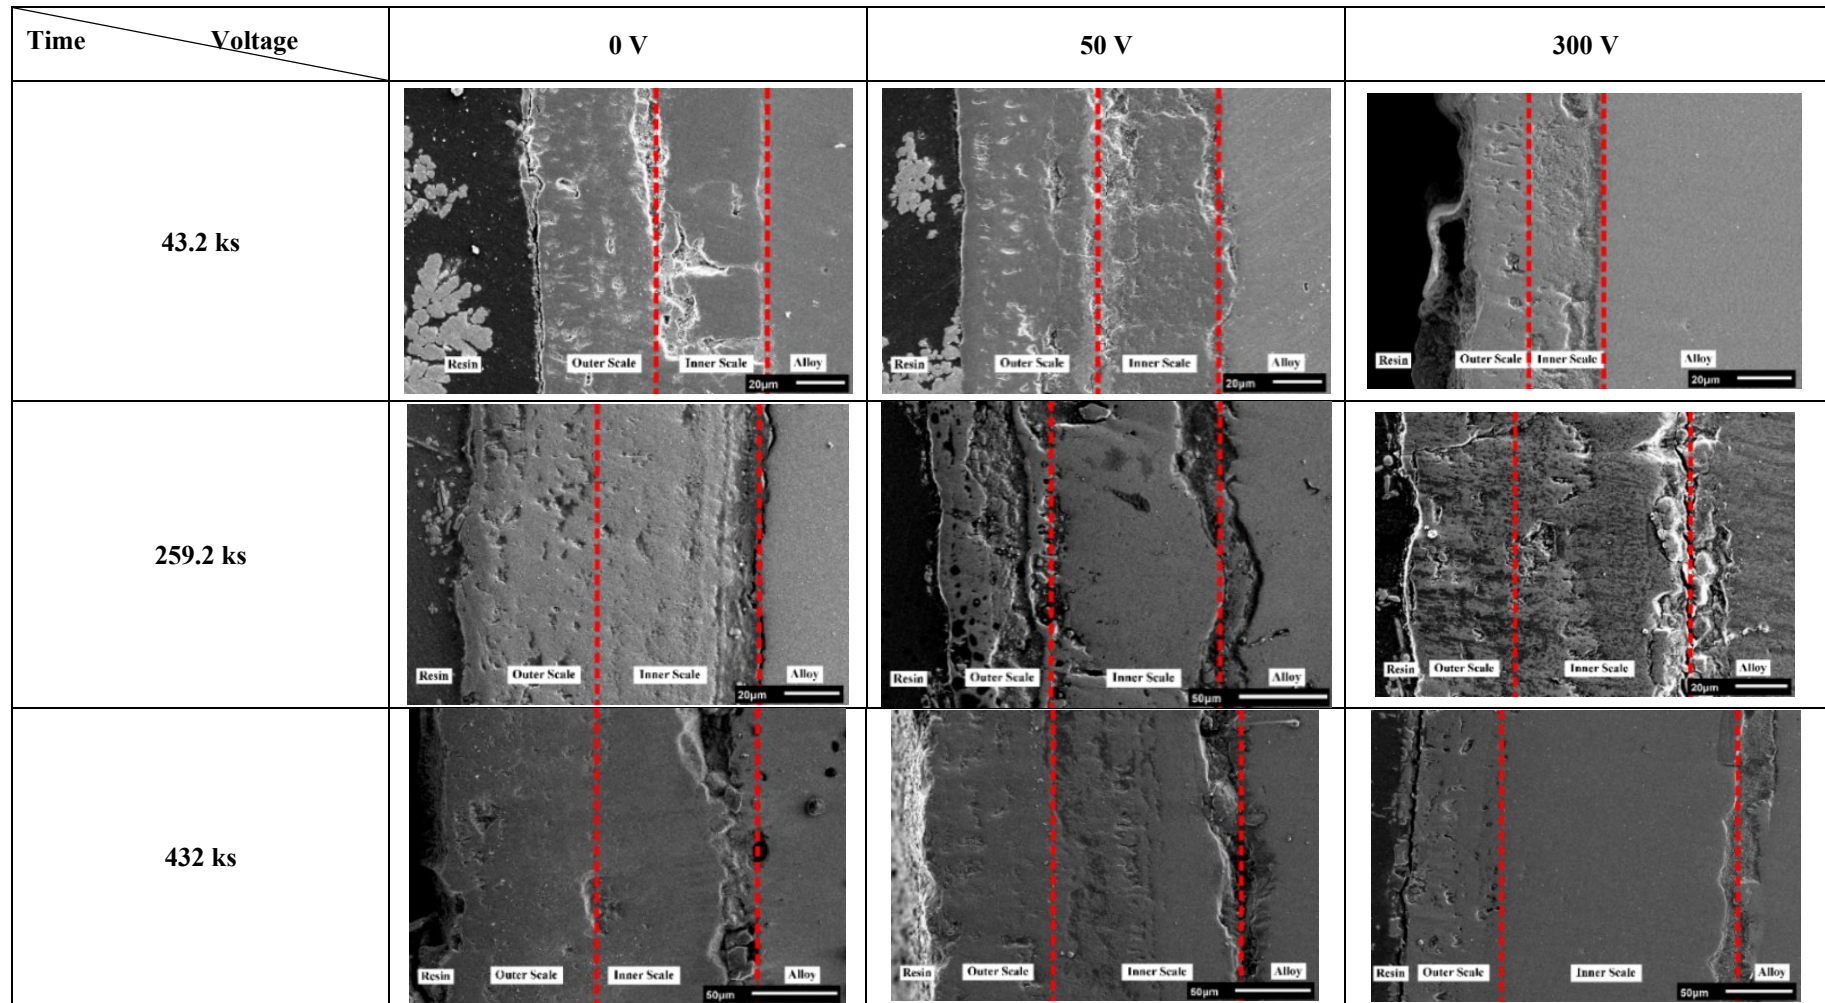 Time Voltage 0 V 50 V 300 V
43.2 ks
Resin Outer Scale Inner Scale Alloy
20µm
Resin Outer Scale Inner Scale Alloy
20µm
Resin Outer Scale Inner Scale Alloy
20µm
259.2 ks
Resin Outer Scale Inner Scale Alloy
20µm
Resin Outer Scale Inner Scale Alloy
50µm
Resin Outer Scale Inner Scale Alloy
20µm
432 ks
Resin Outer Scale Inner Scale Alloy
50µm
Resin Outer Scale Inner Scale Alloy
50µm
Resin Outer Scale Inner Scale Alloy
50µm